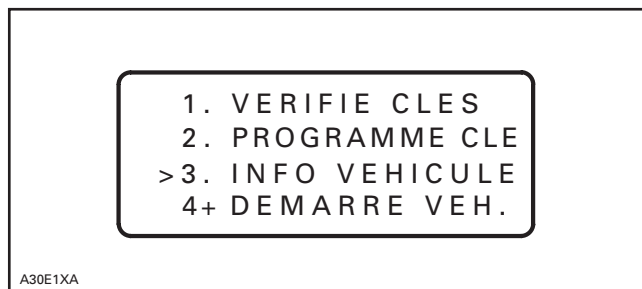 1. VERIFIE CLES
2. PROGRAMME CLE
>3. INFO VEHICULE
4+ DEMARRE VEH.
A30E1XA